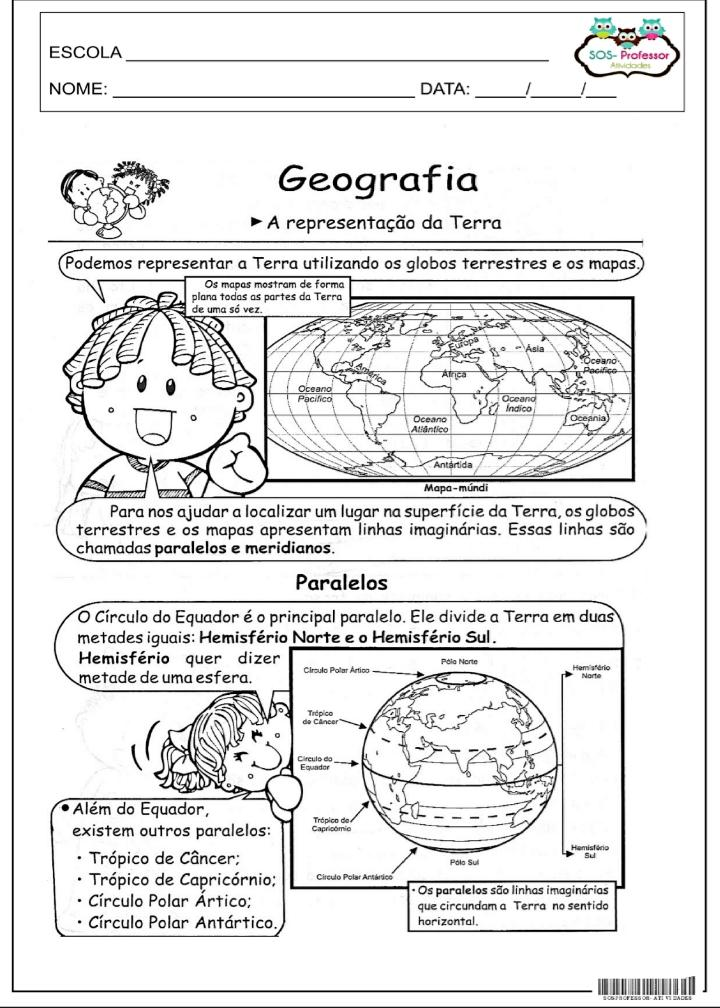 ESCOLA
SOS- Professor
Atividades
NOME: DATA: / /
Geografia
A representação da Terra
Podemos representar a Terra utilizando os globos terrestres e os mapas.
Os mapas mostram de forma
plana todas as partes da Terra
de uma só vez.
Europa
Ásia
Oceano
Pacífico
América
África
Oceano
Pacífico
Oceano
Índico
Oceano
Atlântico
Oceania
Antártida
Mapa-múndi
Para nos ajudar a localizar um lugar na superfície da Terra, os globos
terrestres e os mapas apresentam linhas imaginárias. Essas linhas são
chamadas paralelos e meridianos.
Paralelos
O Círculo do Equador é o principal paralelo. Ele divide a Terra em duas
metades iguais: Hemisfério Norte e o Hemisfério Sul.
Hemisfério quer dizer
metade de uma esfera.
Pólo Norte
Círculo Polar Ártico
Hemisfério
Norte
Trópico
de Câncer
Círculo do
Equador
Trópico de
Capricórnio
Hemisfério
Sul
Pólo Sul
Círculo Polar Antártico
• Além do Equador,
existem outros paralelos:
• Trópico de Câncer;
• Trópico de Capricórnio;
• Círculo Polar Ártico;
• Círculo Polar Antártico.
• Os paralelos são linhas imaginárias
que circundam a Terra no sentido
horizontal.
SOSPROFESSOR-ATIVIDADES